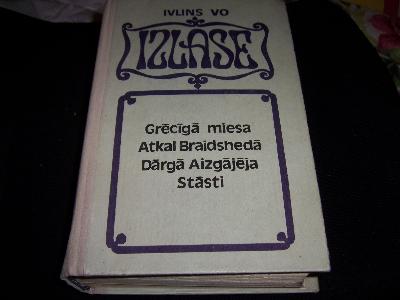 IVLINS VO
IZLASE
Grēcīgā miesa
Atkal Braidshedā
Dārgā Aizgājēja
Stāsti